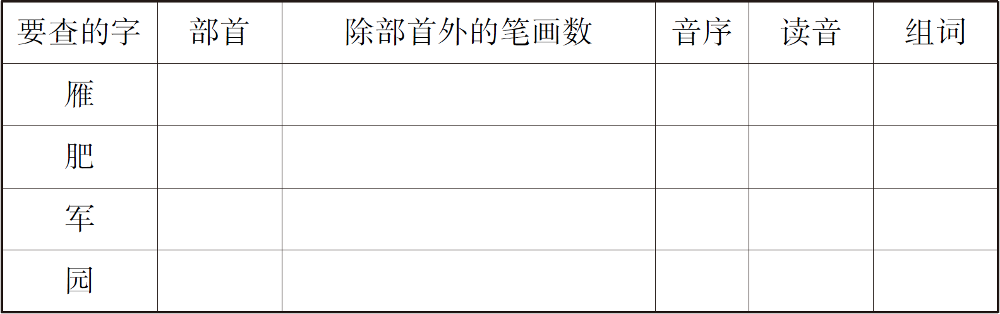 要查的字 部首 除部首外的笔画数 音序 读音 组词
雁
肥
军
园